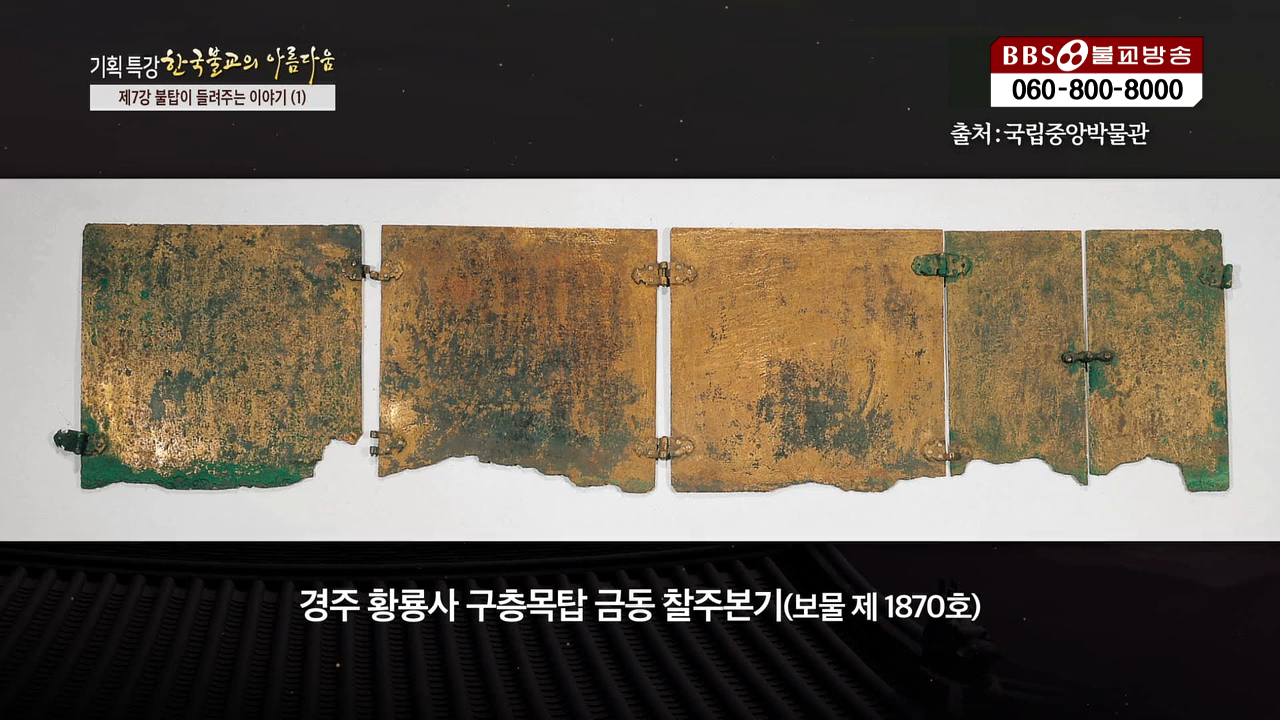 기획 특강 한국불교의 아름다움
제7강 불탑이 들려주는 이야기 (1)
BBS 불교방송
060-800-8000
출처 : 국립중앙박물관
경주 황룡사 구층목탑 금동 찰주본기(보물 제 1870호)